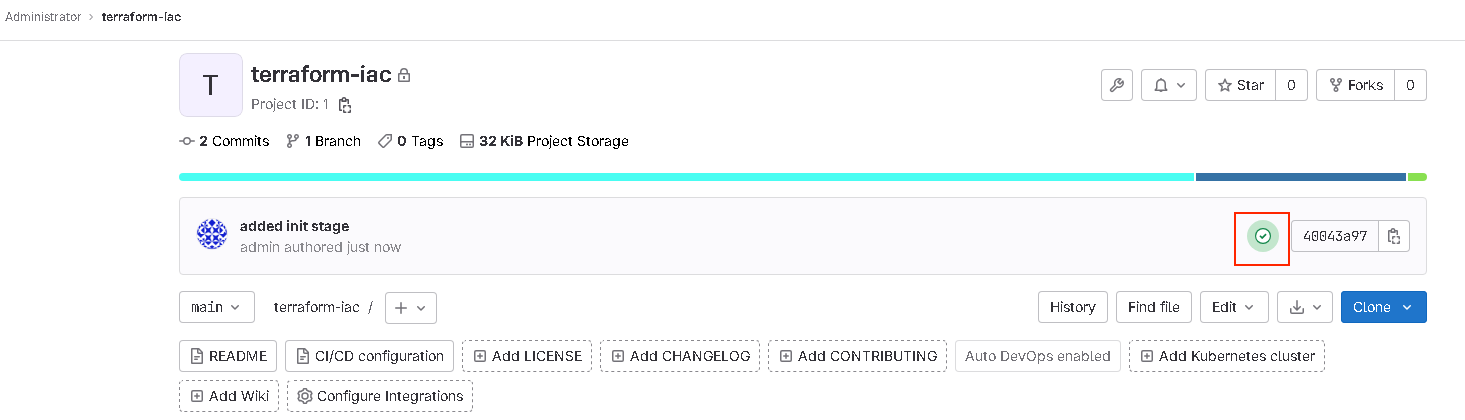 Administrator > terraform-iac
T
terraform-iac
Project ID: 1
Star 0 Forks 0
2 Commits 1 Branch 0 Tags 32 KiB Project Storage
added init stage
admin authored just now
40043a97
main terraform-iac / +
History Find file Edit Clone
README CI/CD configuration Add LICENSE Add CHANGELOG Add CONTRIBUTING Auto DevOps enabled Add Kubernetes cluster
Add Wiki Configure Integrations